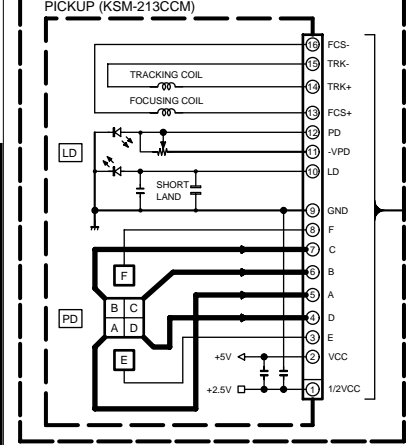 PICKUP (KSM-213CCM)
16 FCS-
15 TRK-
TRACKING COIL
14 TRK+
FOCUSING COIL
13 FCS+
12 PD
11 -VPD
LD
10 LD
SHORT
LAND
9 GND
8 F
7 C
F
6 B
5 A
B C
PD
A D
4 D
3 E
E
+5V
2 VCC
+2.5V
1 1/2VCC